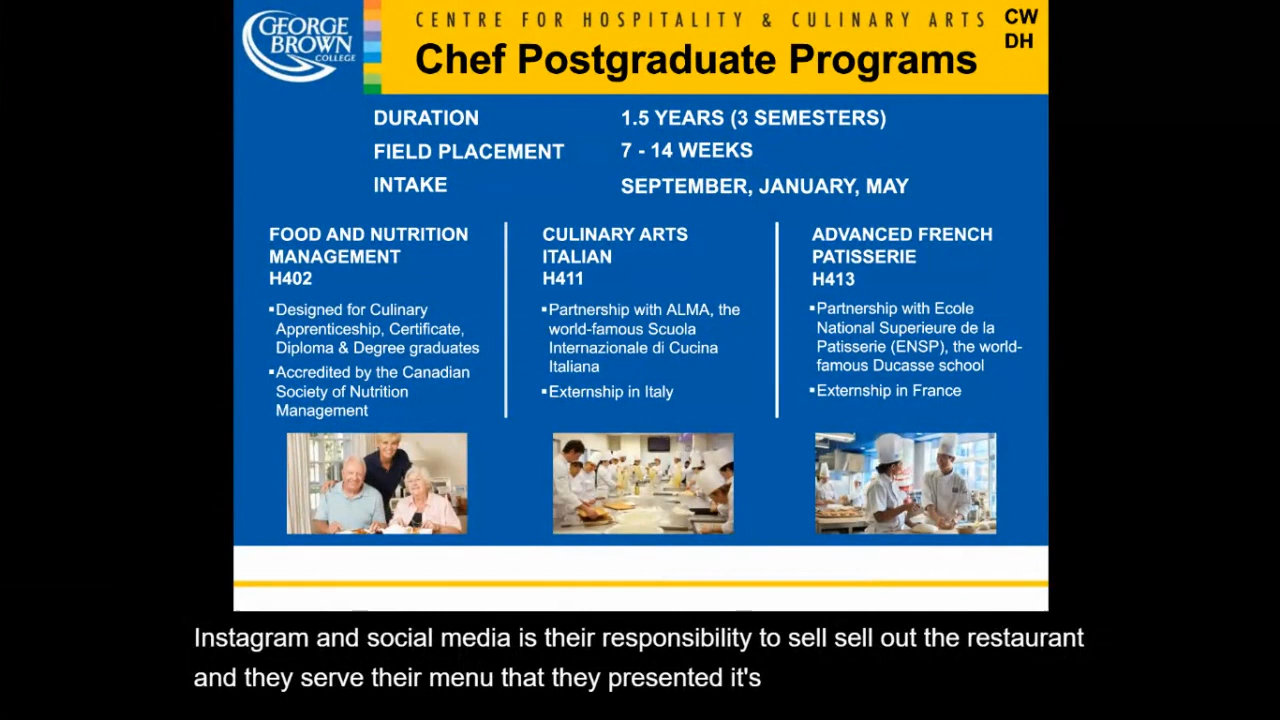 GEORGE
BROWN
COLLEGE
CENTRE FOR HOSPITALITY & CULINARY ARTS
Chef Postgraduate Programs
CW
DH
DURATION 1.5 YEARS (3 SEMESTERS)
FIELD PLACEMENT 7 - 14 WEEKS
INTAKE SEPTEMBER, JANUARY, MAY
FOOD AND NUTRITION
MANAGEMENT
H402
▪Designed for Culinary
Apprenticeship, Certificate,
Diploma & Degree graduates
▪Accredited by the Canadian
Society of Nutrition
Management
CULINARY ARTS
ITALIAN
H411
▪Partnership with ALMA, the
world-famous Scuola
Internazionale di Cucina
Italiana
▪Externship in Italy
ADVANCED FRENCH
PATISSERIE
H413
▪Partnership with Ecole
National Superieure de la
Patisserie (ENSP), the world-
famous Ducasse school
▪Externship in France
Instagram and social media is their responsibility to sell sell out the restaurant
and they serve their menu that they presented it's